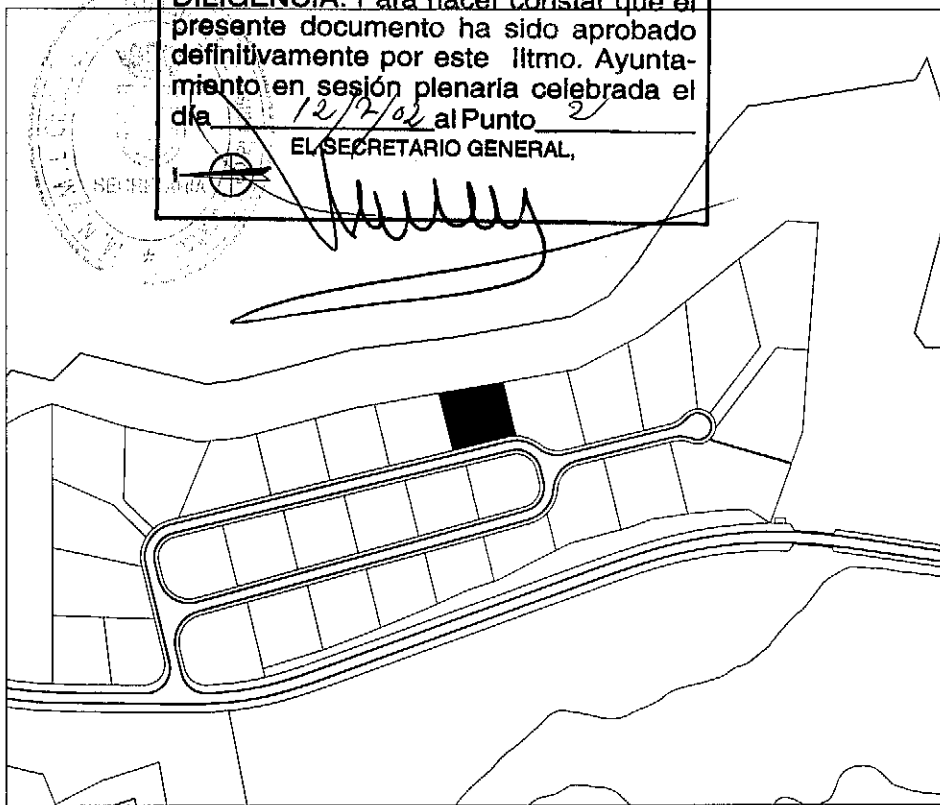 DILIGENCIA: Para hacer constar que el
presente documento ha sido aprobado
definitivamente por este Iltmo. Ayunta-
miento en sesión plenaria celebrada el
día 12/7/02 al Punto 2
EL SECRETARIO GENERAL,